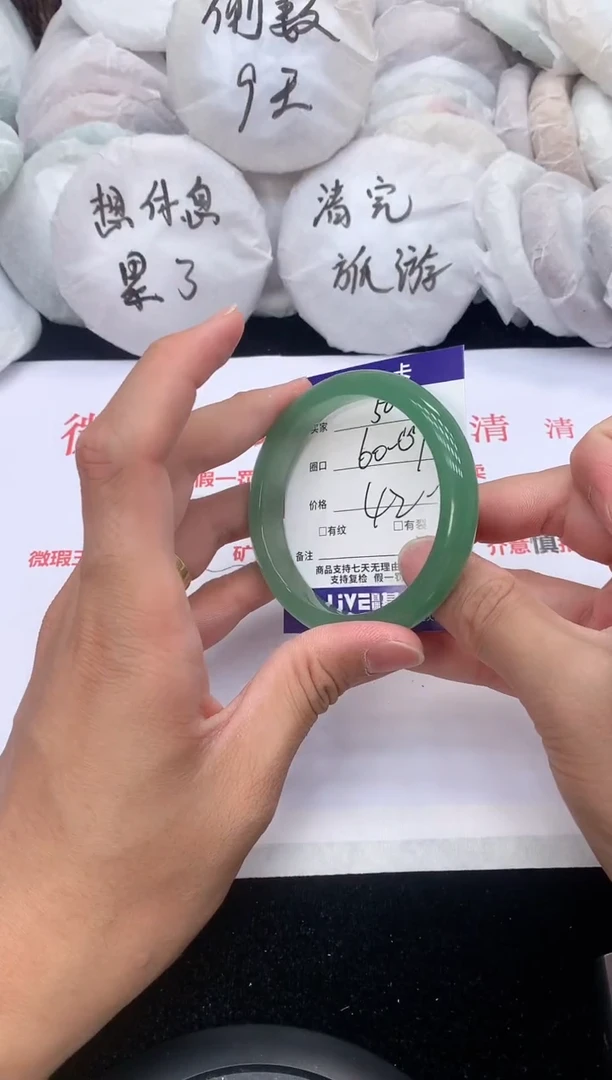 倒数
9天
想休息
累了
清完
旅游
卡
买家 50
圈口 60
价格 42
□有纹 □有裂
备注
商品支持七天无理由
支持复检 假一
LIVE
清 清
假一罚
微瑕
矿
介意慎拍